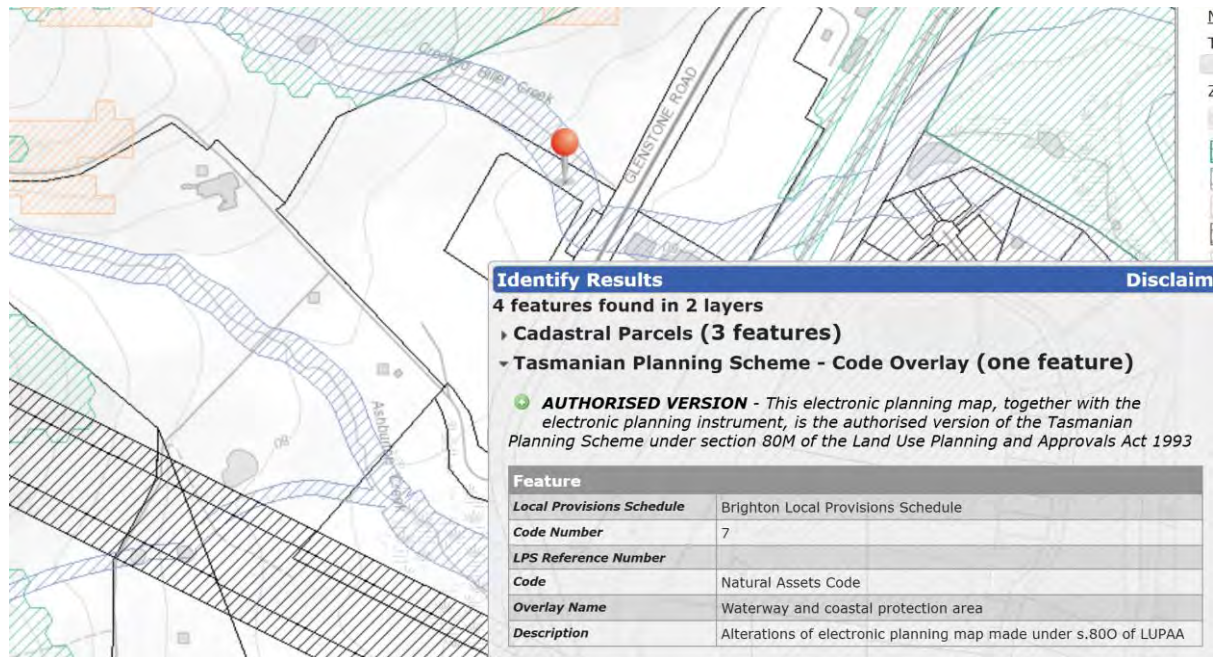 Crooked Billet Creek
GLENSTONE ROAD
80
Ashburton Creek
80
Identify Results Disclaim
4 features found in 2 layers
Cadastral Parcels (3 features)
Tasmanian Planning Scheme - Code Overlay (one feature)
AUTHORISED VERSION - This electronic planning map, together with the
electronic planning instrument, is the authorised version of the Tasmanian
Planning Scheme under section 80M of the Land Use Planning and Approvals Act 1993
Feature
Local Provisions Schedule Brighton Local Provisions Schedule
Code Number 7
LPS Reference Number
Code Natural Assets Code
Overlay Name Waterway and coastal protection area
Description Alterations of electronic planning map made under s.80O of LUPAA